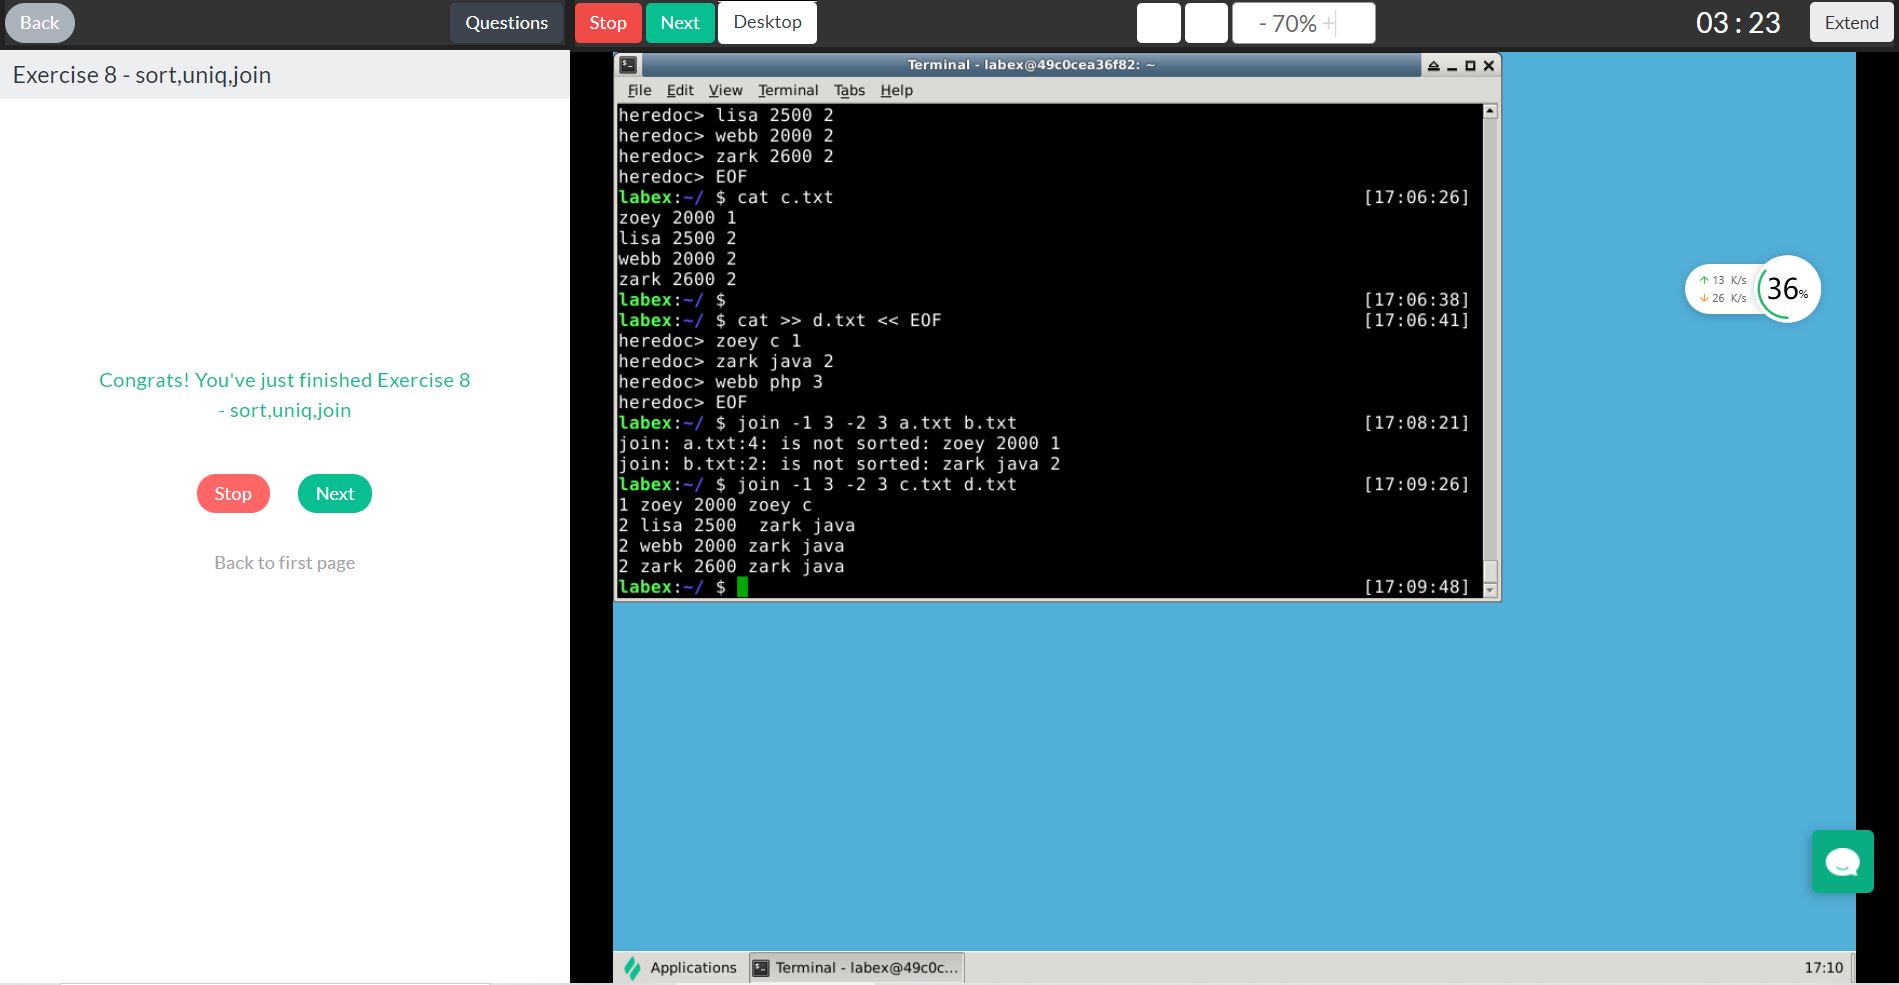 Back
Questions
Stop
Next
Desktop
- 70% +
03 : 23
Extend
Exercise 8 - sort,uniq,join
Congrats! You've just finished Exercise 8
- sort,uniq,join
Stop
Next
Back to first page
Terminal - labex@49c0cea36f82: ~
File Edit View Terminal Tabs Help
heredoc> lisa 2500 2
heredoc> webb 2000 2
heredoc> zark 2600 2
heredoc> EOF
labex:~/ $ cat c.txt [17:06:26]
zoey 2000 1
lisa 2500 2
webb 2000 2
zark 2600 2
labex:~/ $ [17:06:38]
labex:~/ $ cat >> d.txt << EOF [17:06:41]
heredoc> zoey c 1
heredoc> zark java 2
heredoc> webb php 3
heredoc> EOF
labex:~/ $ join -1 3 -2 3 a.txt b.txt [17:08:21]
join: a.txt:4: is not sorted: zoey 2000 1
join: b.txt:2: is not sorted: zark java 2
labex:~/ $ join -1 3 -2 3 c.txt d.txt [17:09:26]
1 zoey 2000 zoey c
2 lisa 2500  zark java
2 webb 2000 zark java
2 zark 2600 zark java
labex:~/ $ [17:09:48]
↑ 13 K/s
↓ 26 K/s
36%
Applications
Terminal - labex@49c0c...
17:10